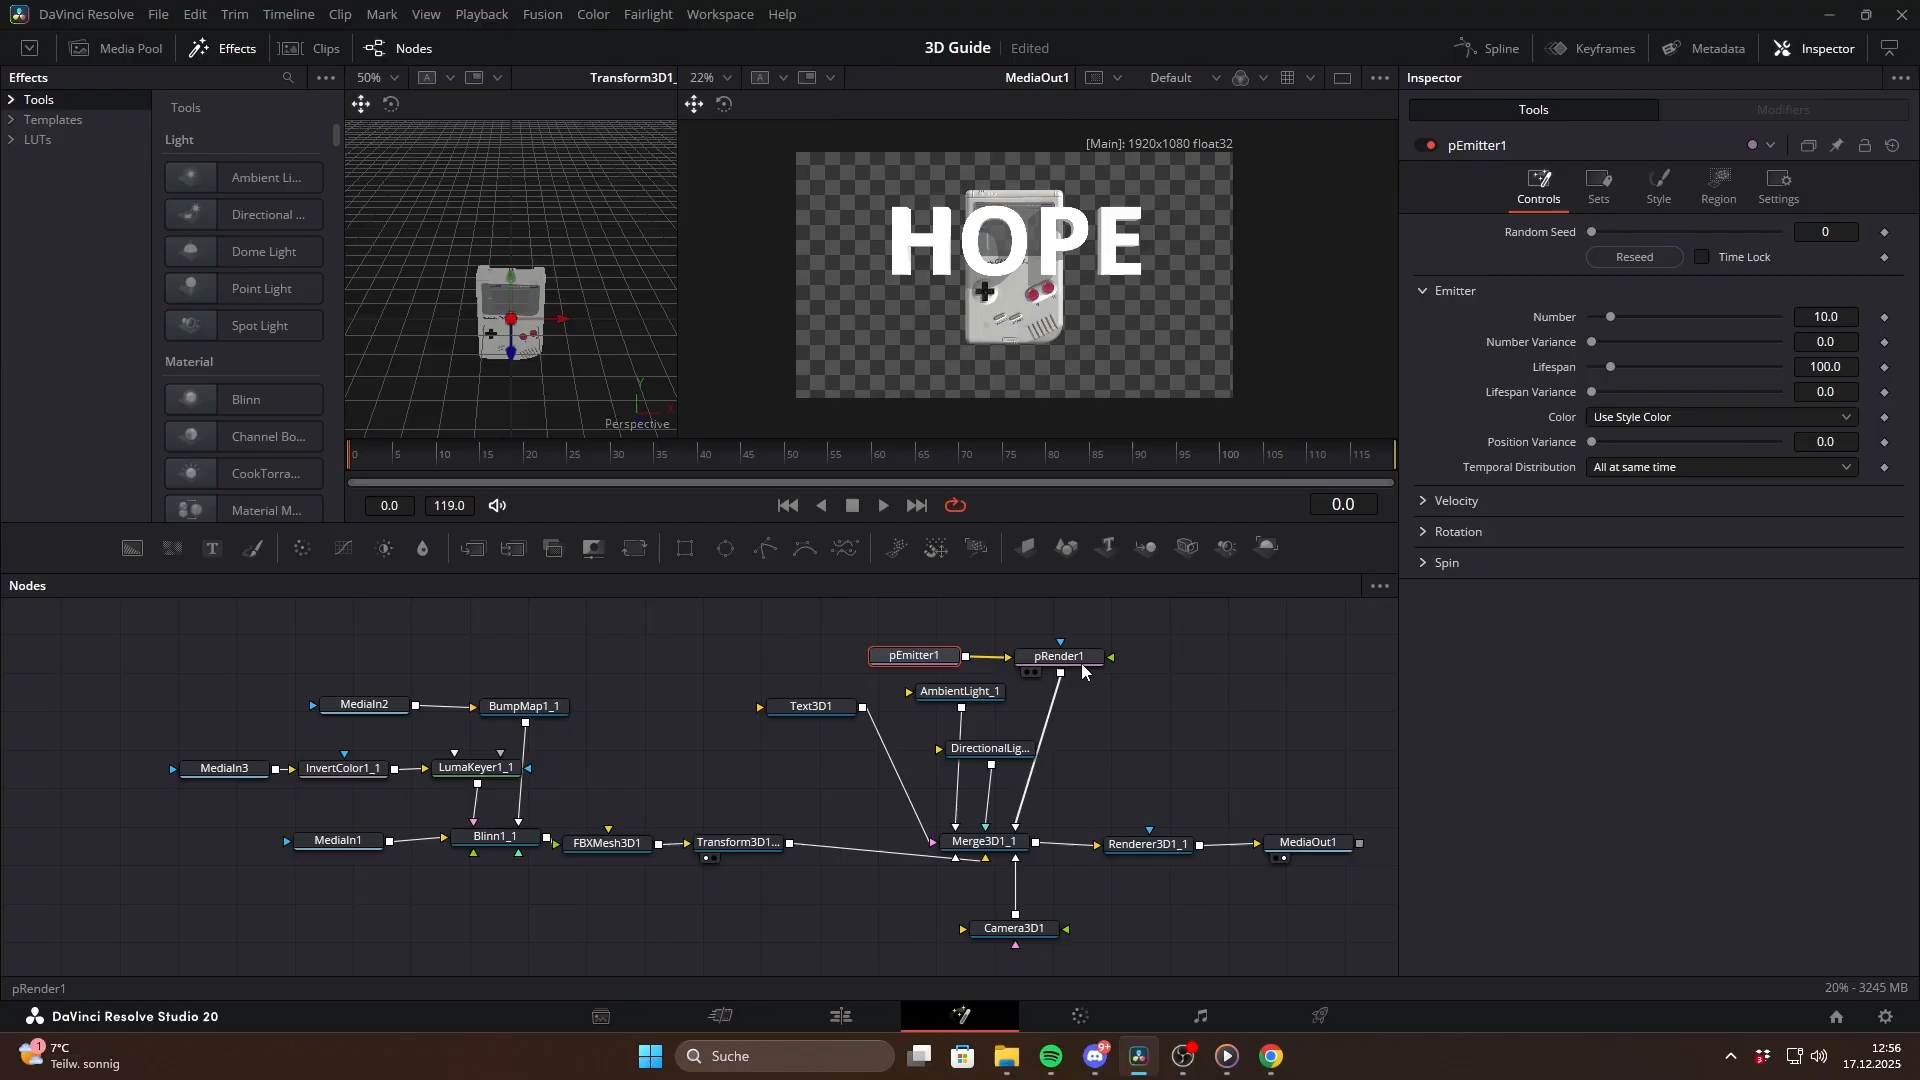 DaVinci Resolve File Edit Trim Timeline Clip Mark View Playback Fusion Color Fairlight Workspace Help
Media Pool Effects Clips Nodes 3D Guide Edited Spline Keyframes Metadata Inspector
Effects 50% A Transform3D1_ 22% A MediaOut1 Default Inspector
Tools
Templates
LUTs
Tools
Light
Ambient Li...
Directional ...
Dome Light
Point Light
Spot Light
Material
Blinn
Channel Bo...
CookTorra...
Material M...
Perspective
Y
X
[Main]: 1920x1080 float32
HOPE
0 5 10 15 20 25 30 35 40 45 50 55 60 65 70 75 80 85 90 95 100 105 110 115
0.0 119.0 0.0
Tools Modifiers
pEmitter1
Controls Sets Style Region Settings
Random Seed 0
Reseed Time Lock
Emitter
Number 10.0
Number Variance 0.0
Lifespan 100.0
Lifespan Variance 0.0
Color Use Style Color
Position Variance 0.0
Temporal Distribution All at same time
Velocity
Rotation
Spin
Nodes
pEmitter1 pRender1
AmbientLight_1
MediaIn2 BumpMap1_1 Text3D1
DirectionalLig...
MediaIn3 InvertColor1_1 LumaKeyer1_1
MediaIn1 Blinn1_1 FBXMesh3D1 Transform3D1... Merge3D1_1 Renderer3D1_1 MediaOut1
Camera3D1
pRender1 20% - 3245 MB
DaVinci Resolve Studio 20
1 7°C
Teilw. sonnig
Suche
9+
3
12:56
17.12.2025